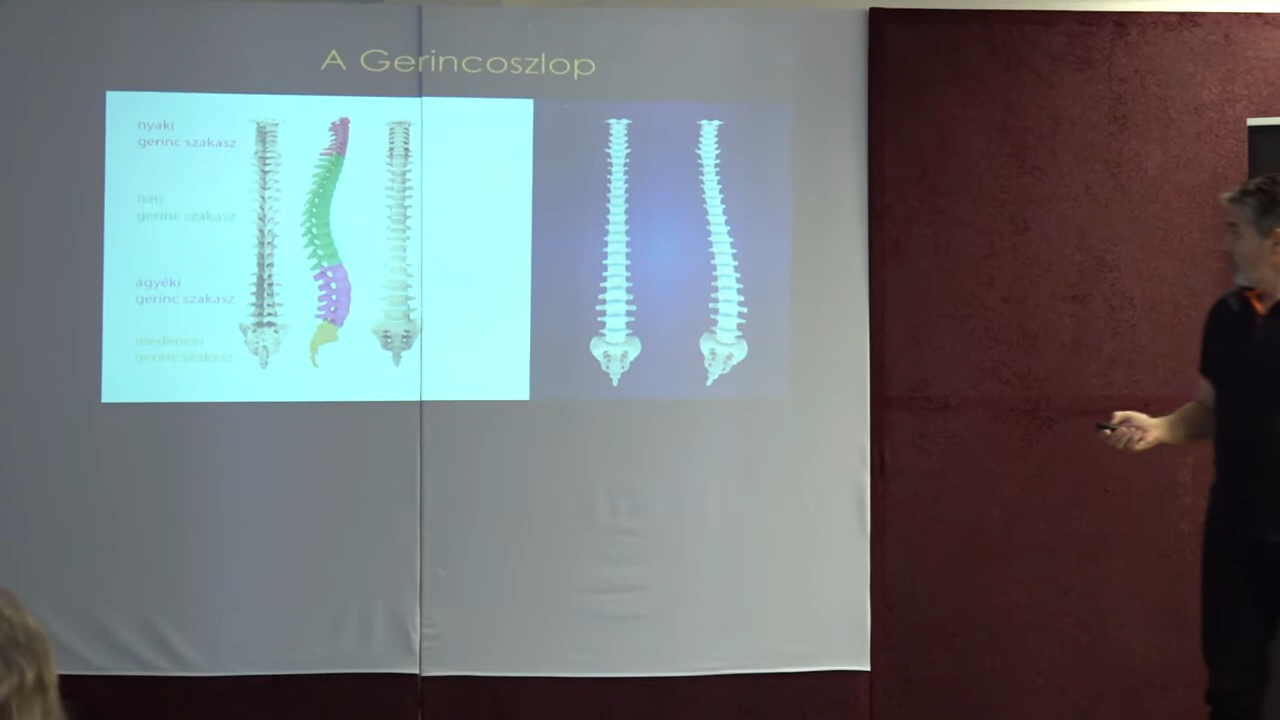 A Gerincoszlop
nyaki
gerinc szakasz
háti
gerinc szakasz
ágyéki
gerinc szakasz
medencei
gerinc szakasz